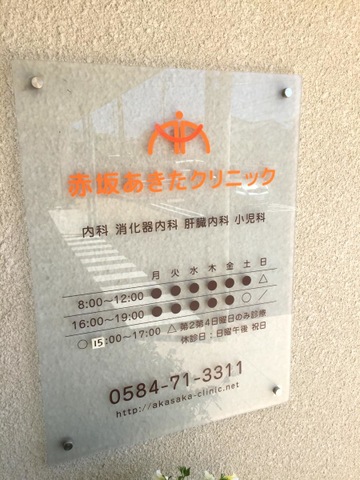 赤坂あきたクリニック
内科 消化器内科 肝臓内科 小児科
月 火 水 木 金 土 日
8:00〜12:00 ● ● ● ● ● ● △
16:00〜19:00 ● ● ● ● ● ○ ／
○ 15:00〜17:00 △ 第2第4日曜日のみ診療
休診日：日曜午後 祝日
0584-71-3311
http://akasaka-clinic.net